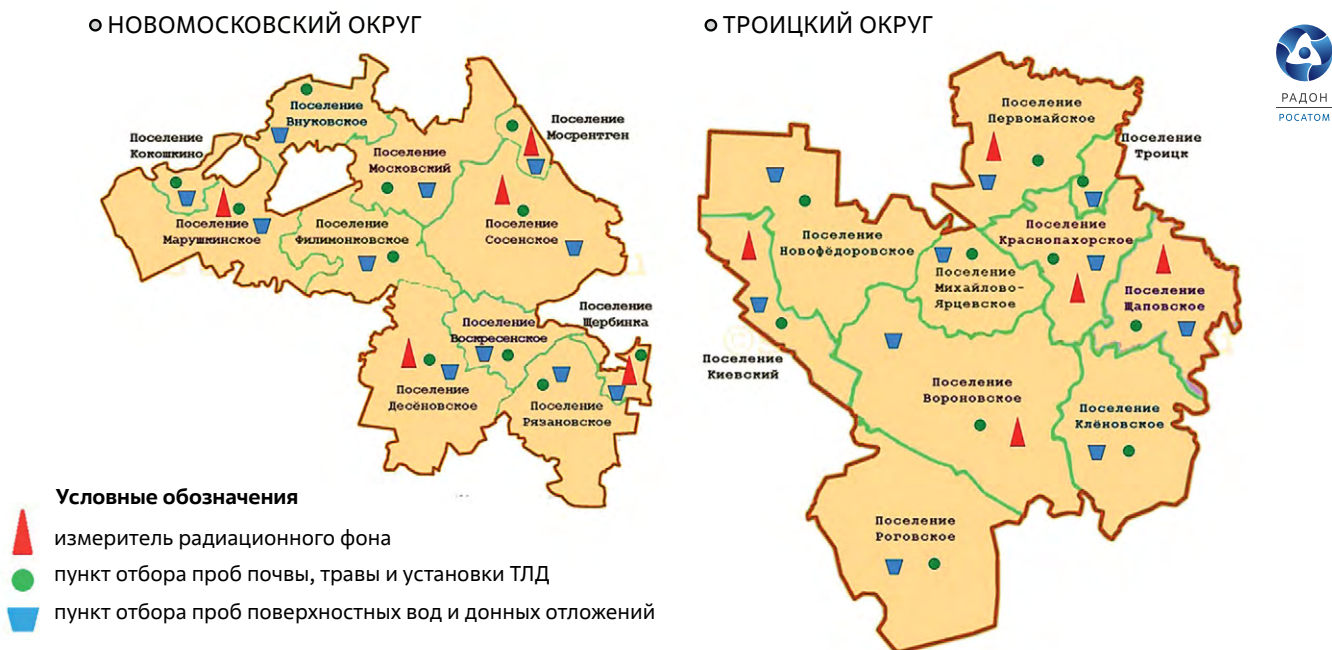 НОВОМОСКОВСКИЙ ОКРУГ
Поселение
Внуковское
Поселение
Кокошкино
Поселение
Московский
Поселение
Мосрентген
Поселение
Марушкинское
Поселение
Филимонковское
Поселение
Сосенское
Поселение
Воскресенское
Поселение
Щербинка
Поселение
Десёновское
Поселение
Рязановское
ТРОИЦКИЙ ОКРУГ
Поселение
Первомайское
Поселение
Троицк
Поселение
Новофёдоровское
Поселение
Краснопахорское
Поселение
Михайлово-
Ярцевское
Поселение
Щаповское
Поселение
Киевский
Поселение
Вороновское
Поселение
Клёновское
Поселение
Роговское
РАДОН
РОСАТОМ
Условные обозначения
измеритель радиационного фона
пункт отбора проб почвы, травы и установки ТЛД
пункт отбора проб поверхностных вод и донных отложений